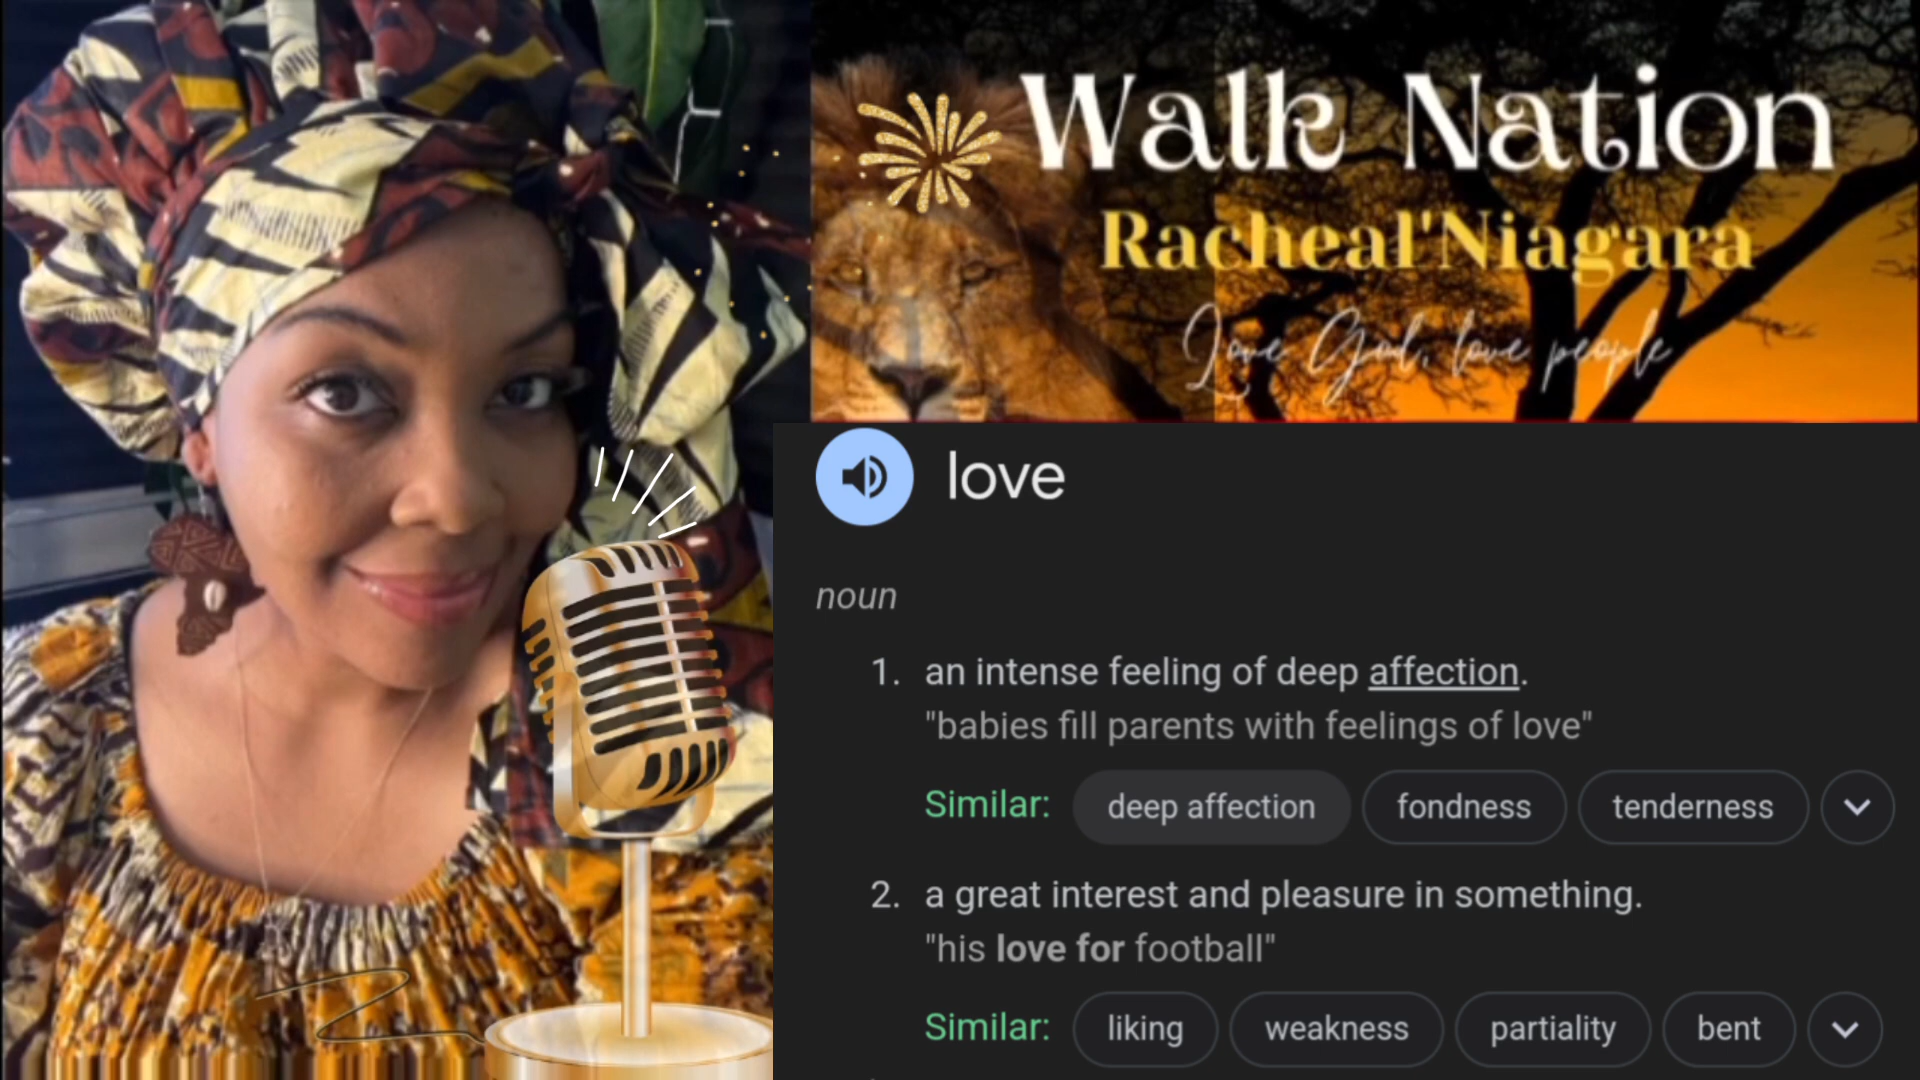 Walk Nation
Racheal'Niagara
Love God, love people
love
noun
1. an intense feeling of deep affection.
"babies fill parents with feelings of love"
Similar: deep affection fondness tenderness
2. a great interest and pleasure in something.
"his love for football"
Similar: liking weakness partiality bent